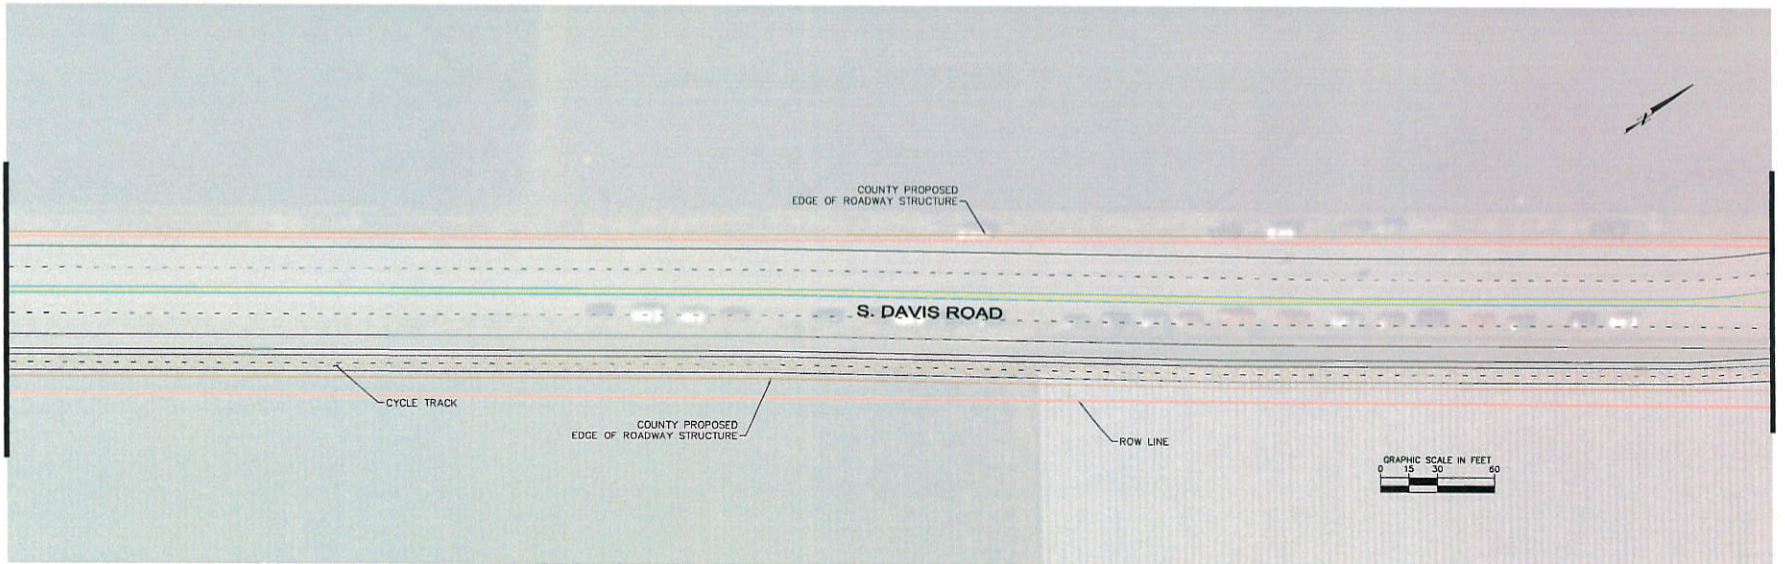 COUNTY PROPOSED
EDGE OF ROADWAY STRUCTURE
S. DAVIS ROAD
CYCLE TRACK
COUNTY PROPOSED
EDGE OF ROADWAY STRUCTURE
ROW LINE
GRAPHIC SCALE IN FEET
0 15 30 60
N